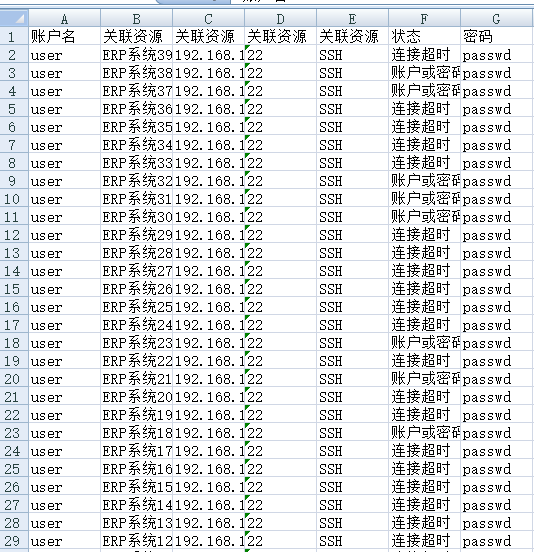 A B C D E F G
1 账户名 关联资源 关联资源 关联资源 关联资源 状态 密码
2 user ERP系统39 192.168.1 22 SSH 连接超时 passwd
3 user ERP系统38 192.168.1 22 SSH 账户或密码 passwd
4 user ERP系统37 192.168.1 22 SSH 账户或密码 passwd
5 user ERP系统36 192.168.1 22 SSH 连接超时 passwd
6 user ERP系统35 192.168.1 22 SSH 连接超时 passwd
7 user ERP系统34 192.168.1 22 SSH 连接超时 passwd
8 user ERP系统33 192.168.1 22 SSH 连接超时 passwd
9 user ERP系统32 192.168.1 22 SSH 账户或密码 passwd
10 user ERP系统31 192.168.1 22 SSH 账户或密码 passwd
11 user ERP系统30 192.168.1 22 SSH 账户或密码 passwd
12 user ERP系统29 192.168.1 22 SSH 连接超时 passwd
13 user ERP系统28 192.168.1 22 SSH 连接超时 passwd
14 user ERP系统27 192.168.1 22 SSH 连接超时 passwd
15 user ERP系统26 192.168.1 22 SSH 连接超时 passwd
16 user ERP系统25 192.168.1 22 SSH 连接超时 passwd
17 user ERP系统24 192.168.1 22 SSH 连接超时 passwd
18 user ERP系统23 192.168.1 22 SSH 账户或密码 passwd
19 user ERP系统22 192.168.1 22 SSH 连接超时 passwd
20 user ERP系统21 192.168.1 22 SSH 账户或密码 passwd
21 user ERP系统20 192.168.1 22 SSH 连接超时 passwd
22 user ERP系统19 192.168.1 22 SSH 连接超时 passwd
23 user ERP系统18 192.168.1 22 SSH 账户或密码 passwd
24 user ERP系统17 192.168.1 22 SSH 连接超时 passwd
25 user ERP系统16 192.168.1 22 SSH 连接超时 passwd
26 user ERP系统15 192.168.1 22 SSH 连接超时 passwd
27 user ERP系统14 192.168.1 22 SSH 连接超时 passwd
28 user ERP系统13 192.168.1 22 SSH 连接超时 passwd
29 user ERP系统12 192.168.1 22 SSH 连接超时 passwd